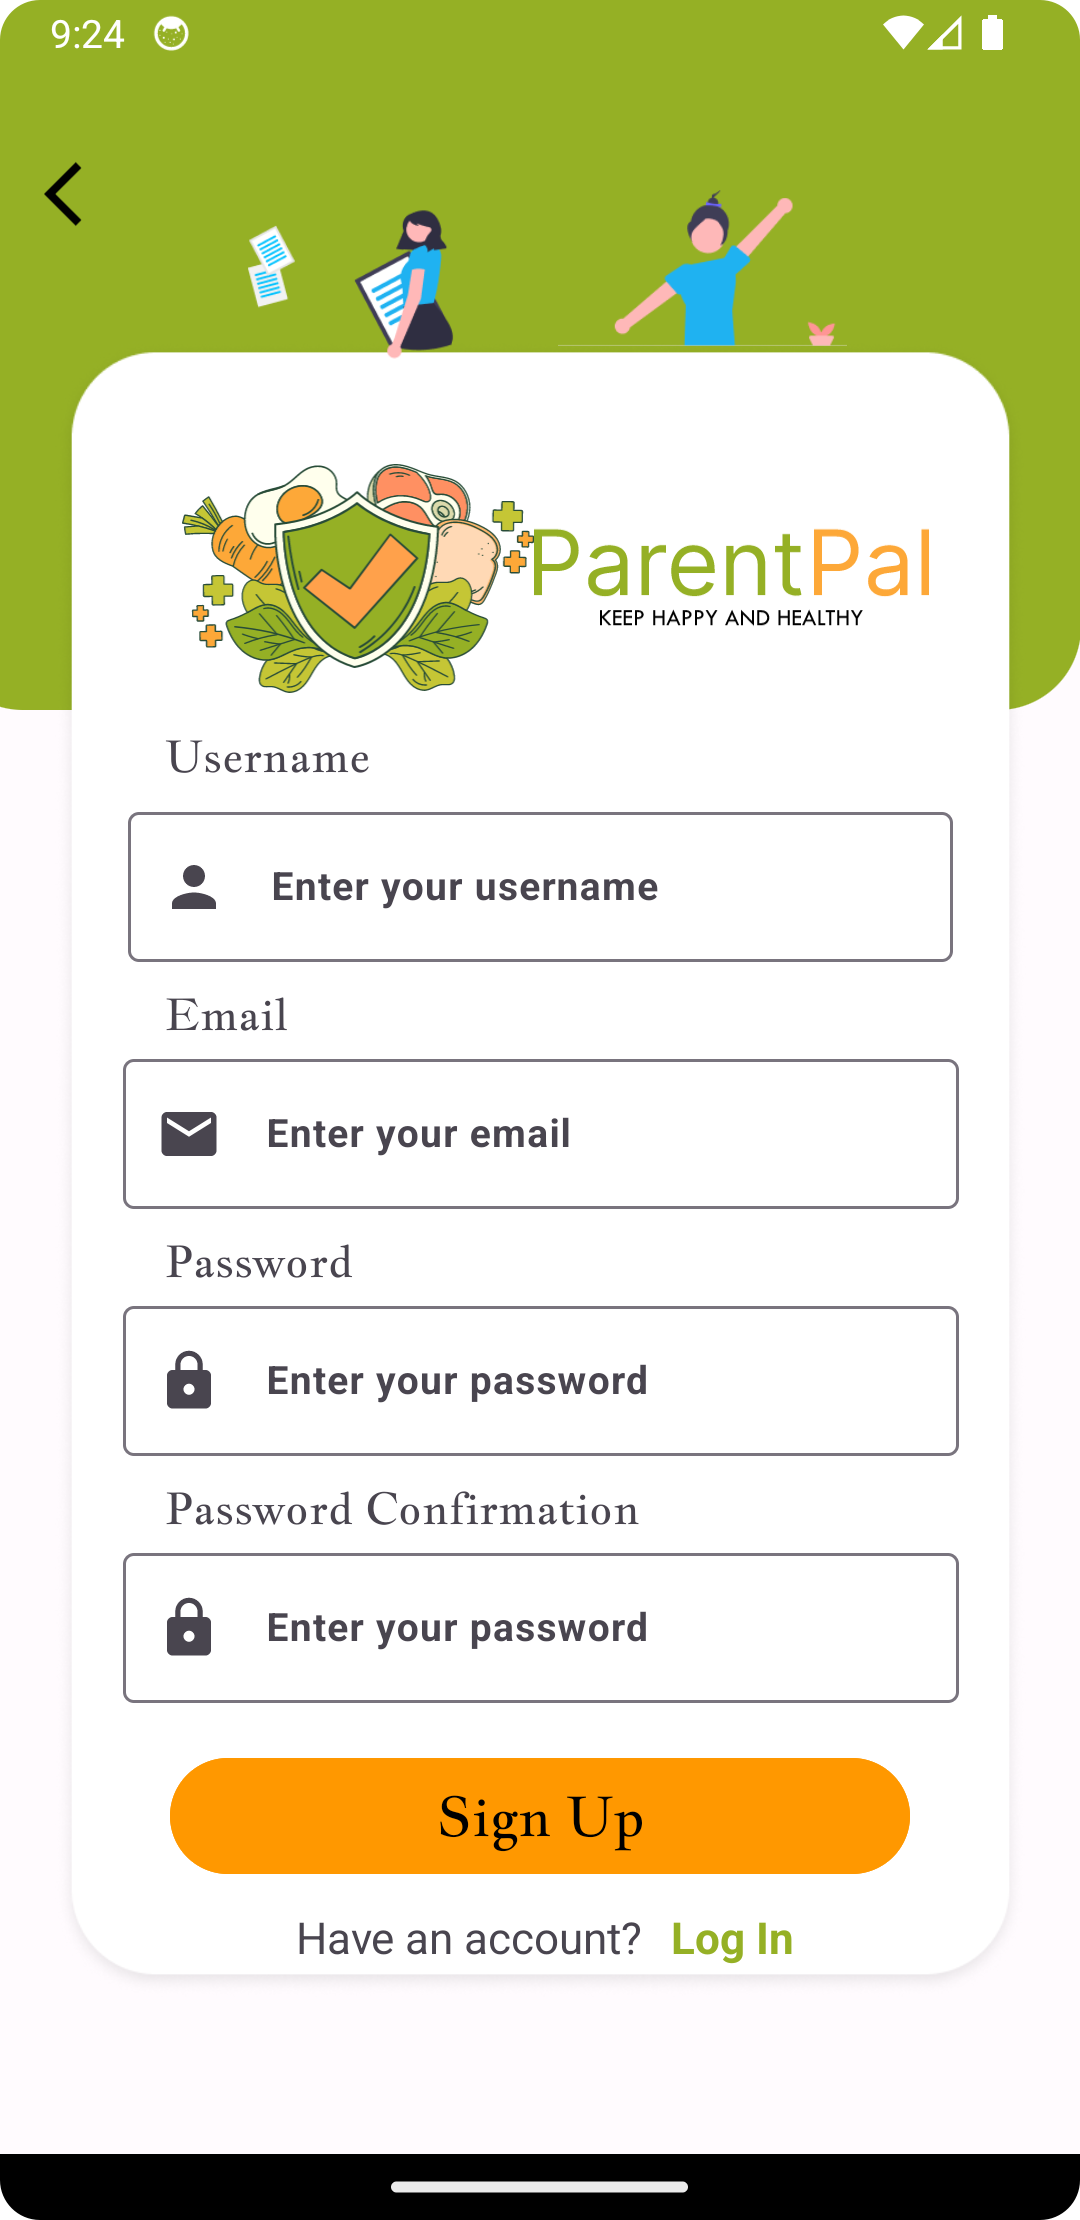 9:24
ParentPal
KEEP HAPPY AND HEALTHY
Username
Enter your username
Email
Enter your email
Password
Enter your password
Password Confirmation
Enter your password
Sign Up
Have an account? Log In